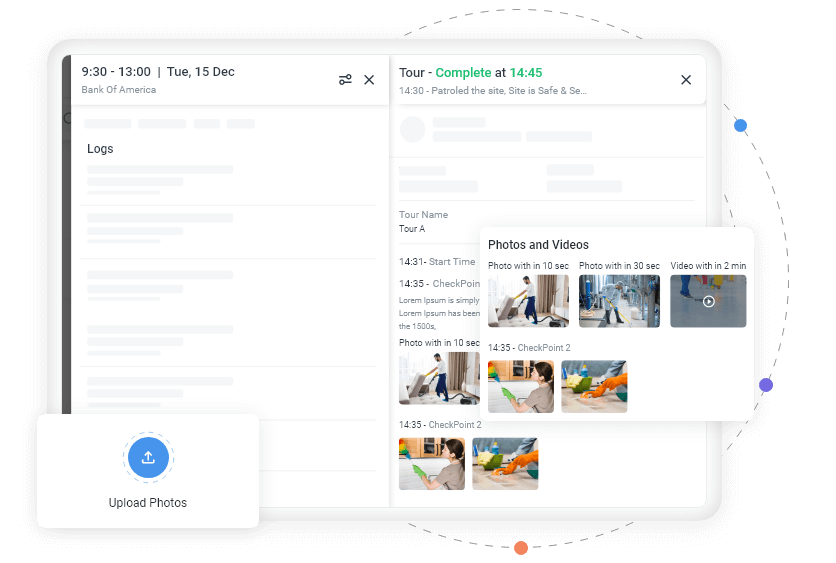 9:30 - 13:00 | Tue, 15 Dec
Bank Of America
Logs
Upload Photos
Tour - Complete at 14:45
14:30 - Patroled the site, Site is Safe & Se...
Tour Name
Tour A
14:31- Start Time
14:35 - CheckPoin
Lorem Ipsum is simply
Lorem Ipsum has been
the 1500s,
Photo with in 10 sec
14:35 - CheckPoint 2
Photos and Videos
Photo with in 10 sec
Photo with in 30 sec
Video with in 2 min
14:35 - CheckPoint 2